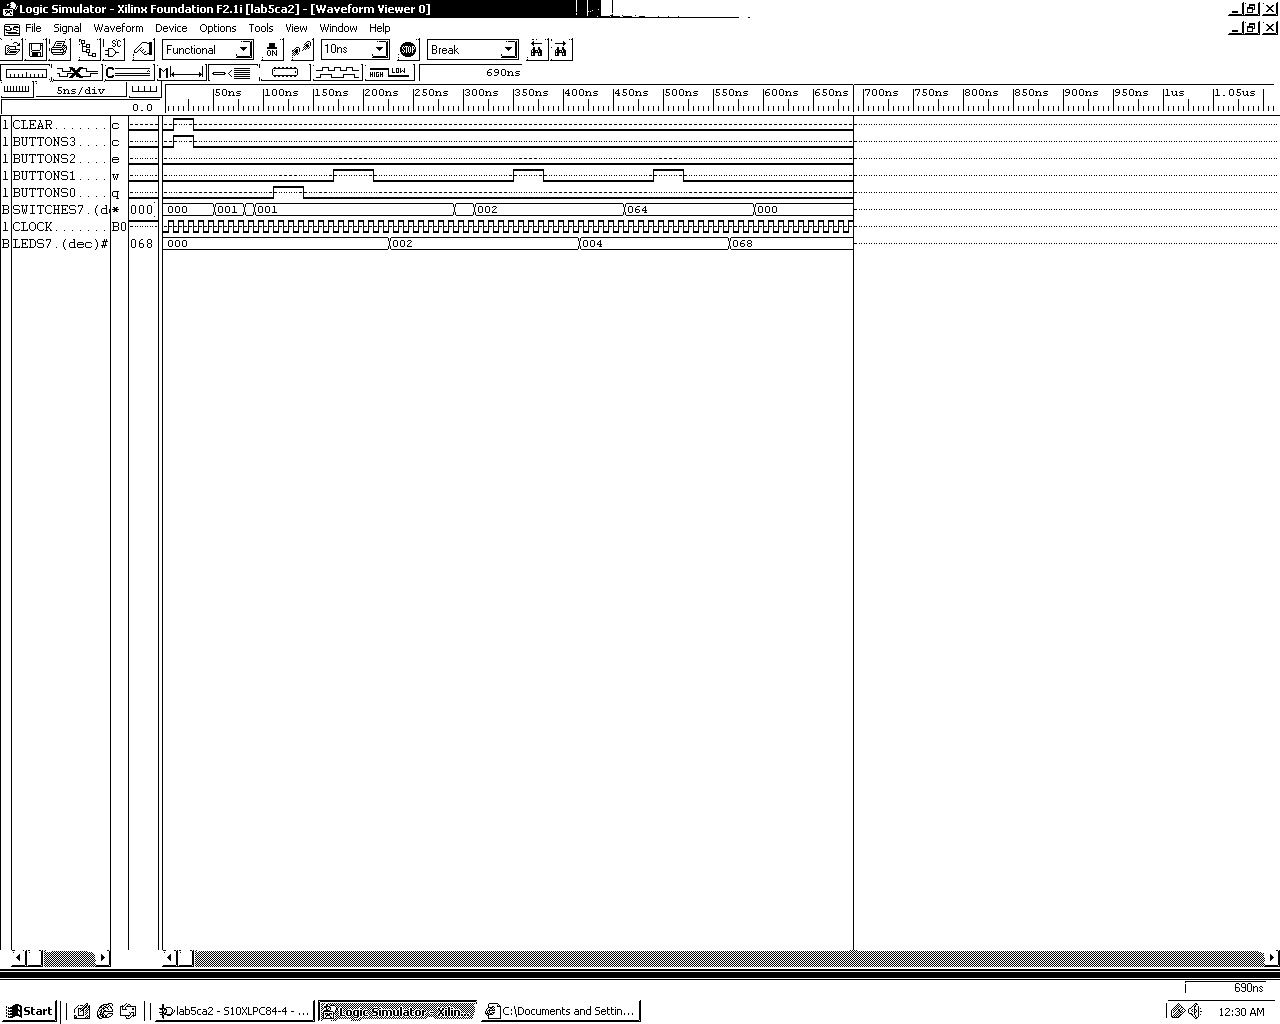 Logic Simulator - Xilinx Foundation F2.1i [lab5ca2] - [Waveform Viewer 0]
File Signal Waveform Device Options Tools View Window Help
SC Functional ON 10ns STOP Break
C M HIGH LOW 690ns
5ns/div 50ns 100ns 150ns 200ns 250ns 300ns 350ns 400ns 450ns 500ns 550ns 600ns 650ns 700ns 750ns 800ns 850ns 900ns 950ns 1us 1.05us
0.0
1 CLEAR....... c
1 BUTTONS3.... c
1 BUTTONS2.... e
1 BUTTONS1.... w
1 BUTTONS0.... q
B SWITCHES7.(d* 000 000 001 001 002 064 000
1 CLOCK....... B0
B LEDS7.(dec)# 068 000 002 004 068
690ns
Start lab5ca2 - S10XLPC84-4 - ... Logic Simulator - Xilin... C:\Documents and Settin... 12:30 AM